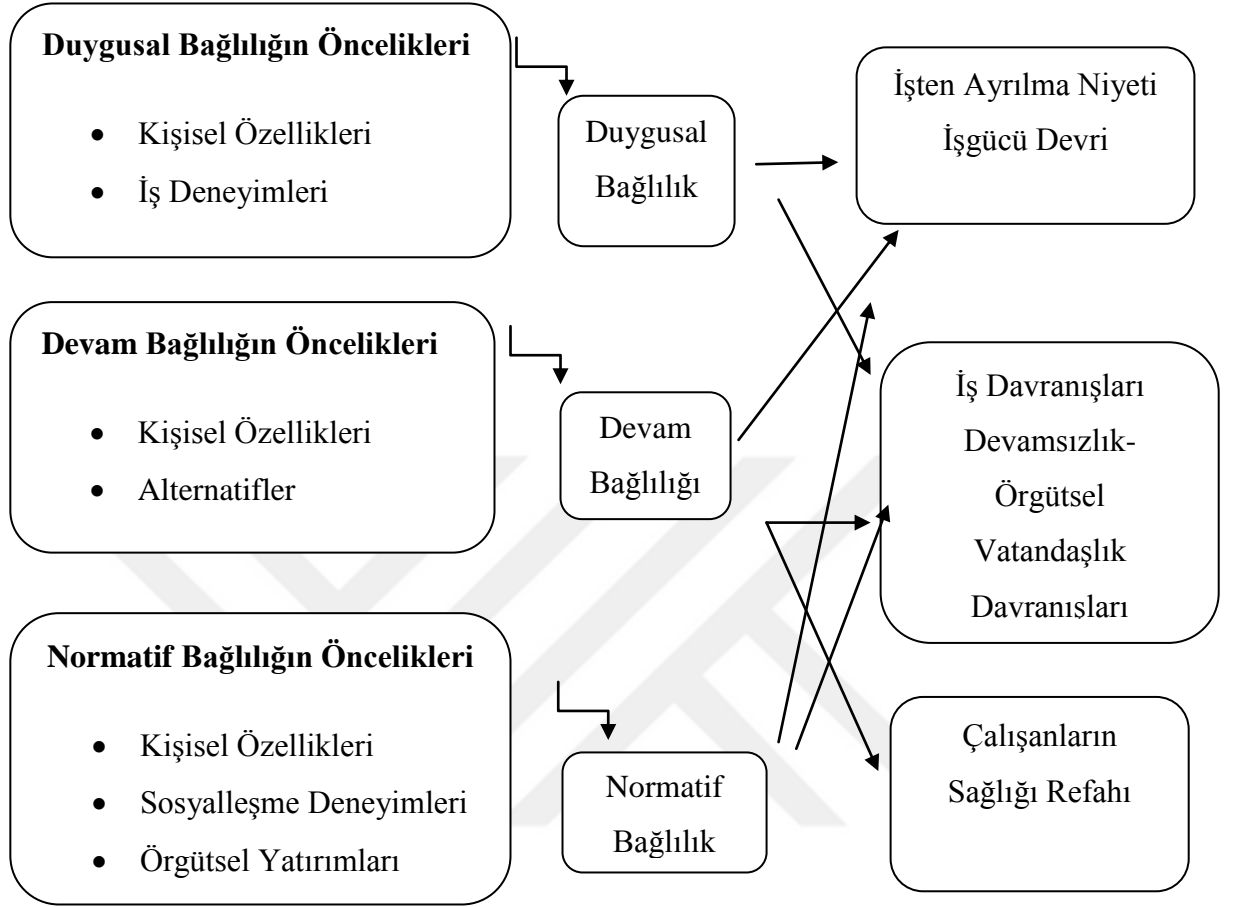 Duygusal Bağlılığın Öncelikleri
• Kişisel Özellikleri
• İş Deneyimleri
Duygusal
Bağlılık
İşten Ayrılma Niyeti
İşgücü Devri
Devam Bağlılığın Öncelikleri
• Kişisel Özellikleri
• Alternatifler
Devam
Bağlılığı
İş Davranışları
Devamsızlık-
Örgütsel
Vatandaşlık
Davranısları
Normatif Bağlılığın Öncelikleri
• Kişisel Özellikleri
• Sosyalleşme Deneyimleri
• Örgütsel Yatırımları
Normatif
Bağlılık
Çalışanların
Sağlığı Refahı